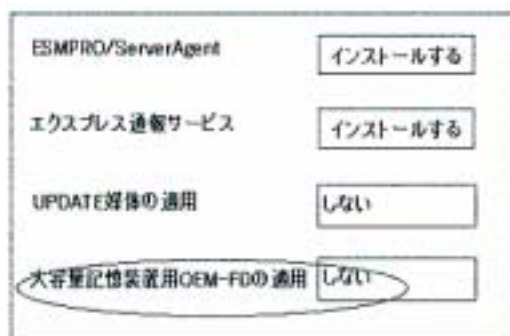 ESMPRO/ServerAgent インストールする
エクスプレス通報サービス インストールする
UPDATE媒体の適用 しない
大容量記憶装置用OEM-FDの適用 しない